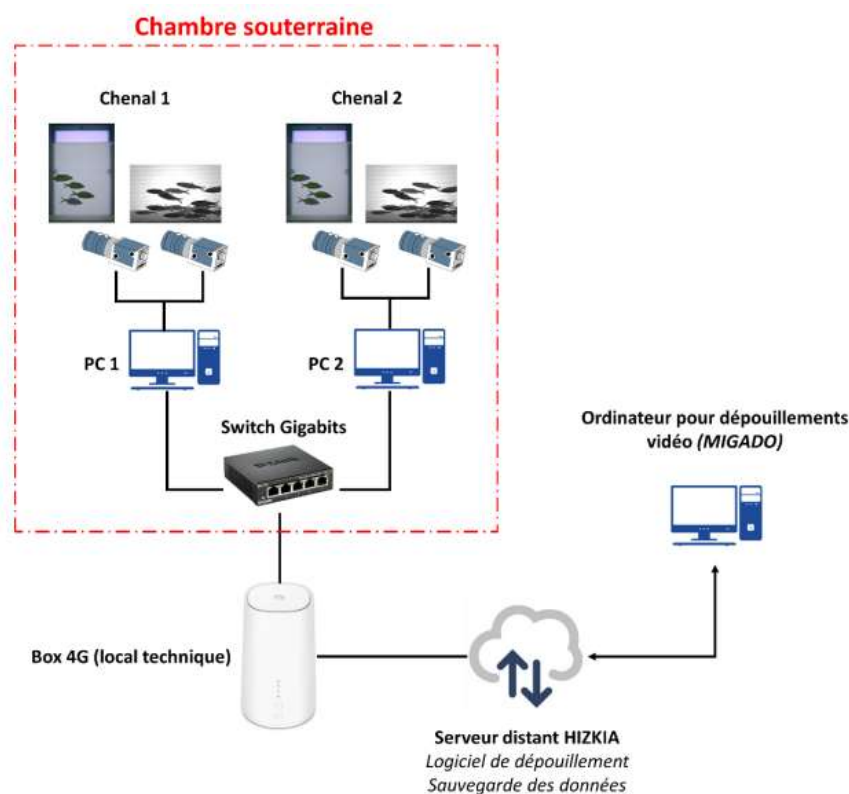 Chambre souterraine
Chenal 1
Chenal 2
PC 1
PC 2
Switch Gigabits
D-Link
Ordinateur pour dépouillements
vidéo (MIGADO)
Box 4G (local technique)
Serveur distant HIZKIA
Logiciel de dépouillement
Sauvegarde des données